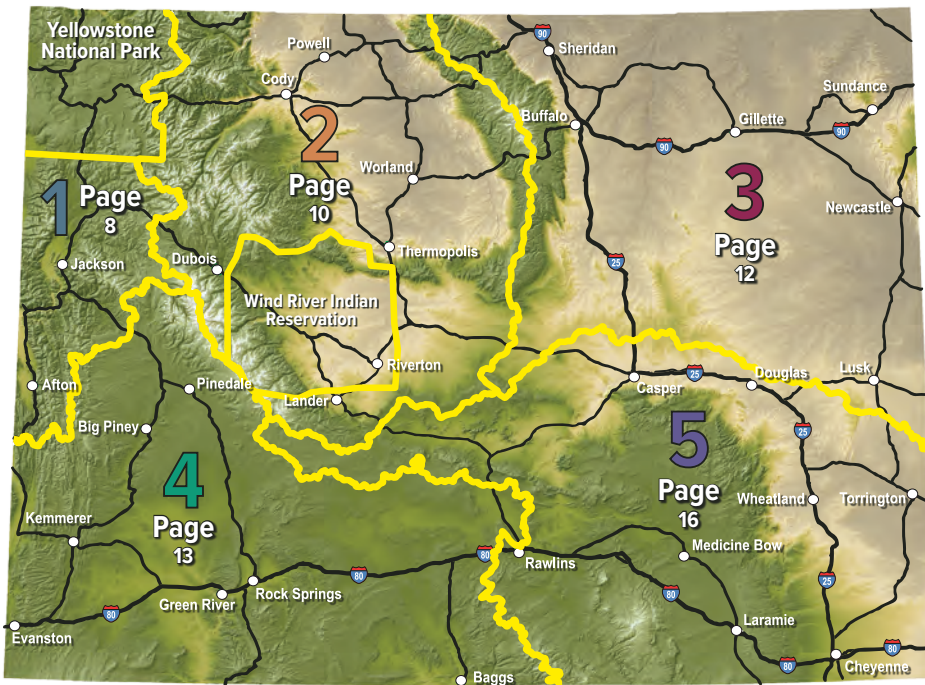 Yellowstone
National Park
Powell
90
Sheridan
Cody
Sundance
2
Buffalo
Gillette
90
90
Worland
Page
10
3
1
Page
8
Newcastle
Page
12
Thermopolis
Dubois
Jackson
25
Wind River Indian
Reservation
Riverton
Afton
Pinedale
Lander
Casper
25
Douglas
Lusk
Big Piney
5
25
4
Page
16
Wheatland
Torrington
Kemmerer
Page
13
Medicine Bow
80
Rawlins
80
Rock Springs
Green River
80
80
25
Evanston
Laramie
80
80
Cheyenne
Baggs